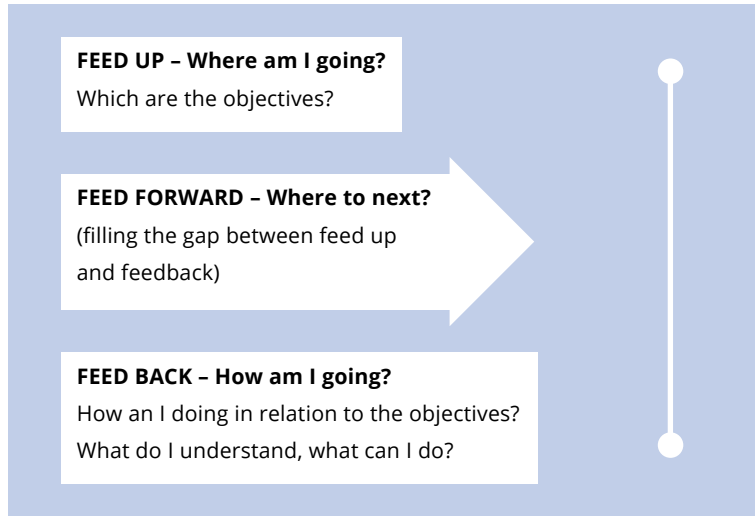 FEED UP – Where am I going?
Which are the objectives?
FEED FORWARD – Where to next?
(filling the gap between feed up
and feedback)
FEED BACK – How am I going?
How an I doing in relation to the objectives?
What do I understand, what can I do?